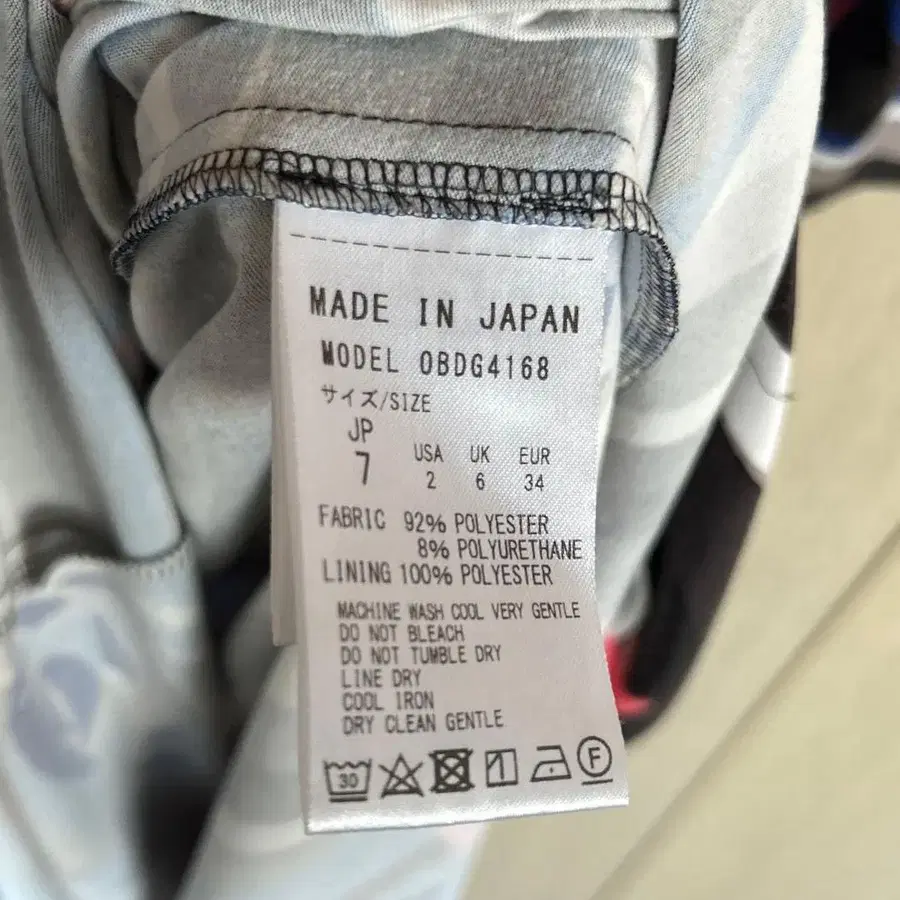 MADE IN JAPAN
MODEL OBDG4168
サイズ/SIZE
JP USA UK EUR
7 2 6 34
FABRIC 92% POLYESTER
8% POLYURETHANE
LINING 100% POLYESTER
MACHINE WASH COOL VERY GENTLE
DO NOT BLEACH
DO NOT TUMBLE DRY
LINE DRY
COOL IRON
DRY CLEAN GENTLE
30 F